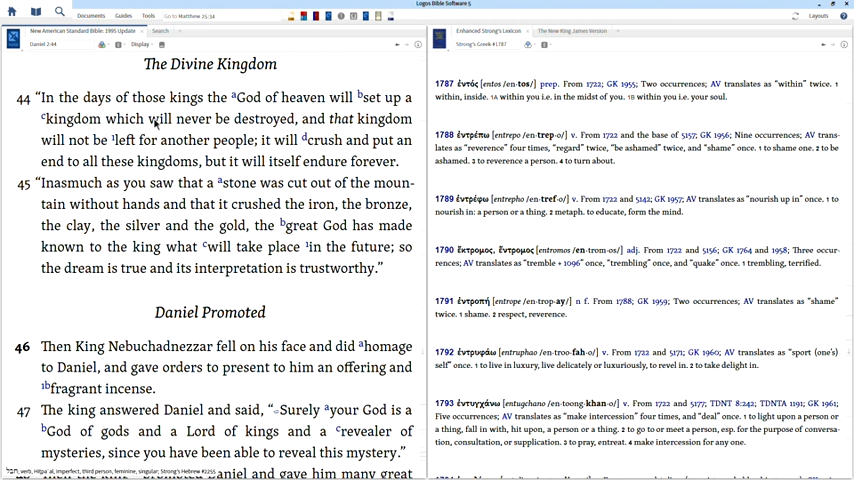 Logos Bible Software 5
Documents Guides Tools Go to Matthew 25:34
Layouts
New American Standard Bible: 1995 Update Search
Daniel 2:44 Display
The Divine Kingdom
44 “In the days of those kings the aGod of heaven will bset up a
ckingdom which will never be destroyed, and that kingdom
will not be 1left for another people; it will dcrush and put an
end to all these kingdoms, but it will itself endure forever.
45 “Inasmuch as you saw that a astone was cut out of the moun-
tain without hands and that it crushed the iron, the bronze,
the clay, the silver and the gold, the bgreat God has made
known to the king what cwill take place 1in the future; so
the dream is true and its interpretation is trustworthy.”
Daniel Promoted
46 Then King Nebuchadnezzar fell on his face and did ahomage
to Daniel, and gave orders to present to him an offering and
1bfragrant incense.
47 The king answered Daniel and said, “Surely ayour God is a
bGod of gods and a Lord of kings and a crevealer of
mysteries, since you have been able to reveal this mystery.”
Daniel and gave him many great
חבל, verb, Hitpa`al, imperfect, third person, feminine, singular; Strong's Hebrew #2255
Enhanced Strong's Lexicon The New King James Version
Strong's Greek #1787
1787 ἐντός [entos /en·tos/] prep. From 1722; GK 1955; Two occurrences; AV translates as “within” twice. 1
within, inside. 1A within you i.e. in the midst of you. 1B within you i.e. your soul.
1788 ἐντρέπω [entrepo /en·trep·o/] v. From 1722 and the base of 5157; GK 1956; Nine occurrences; AV trans-
lates as “reverence” four times, “regard” twice, “be ashamed” twice, and “shame” once. 1 to shame one. 2 to be
ashamed. 3 to reverence a person. 4 to turn about.
1789 ἐντρέφω [entrepho /en·tref·o/] v. From 1722 and 5142; GK 1957; AV translates as “nourish up in” once. 1 to
nourish in: a person or a thing. 2 metaph. to educate, form the mind.
1790 ἔκτρομος, ἔντρομος [entromos /en·trom·os/] adj. From 1722 and 5156; GK 1764 and 1958; Three occur-
rences; AV translates as “tremble + 1096” once, “trembling” once, and “quake” once. 1 trembling, terrified.
1791 ἐντροπή [entrope /en·trop·ay/] n f. From 1788; GK 1959; Two occurrences; AV translates as “shame”
twice. 1 shame. 2 respect, reverence.
1792 ἐντρυφάω [entruphao /en·troo·fah·o/] v. From 1722 and 5171; GK 1960; AV translates as “sport (one's)
self” once. 1 to live in luxury, live delicately or luxuriously, to revel in. 2 to take delight in.
1793 ἐντυγχάνω [entugchano /en·toong·khan·o/] v. From 1722 and 5177; TDNT 8:242; TDNTA 1191; GK 1961;
Five occurrences; AV translates as “make intercession” four times, and “deal” once. 1 to light upon a person or
a thing, fall in with, hit upon, a person or a thing. 2 to go to or meet a person, esp. for the purpose of conver-
sation, consultation, or supplication. 3 to pray, entreat. 4 make intercession for any one.